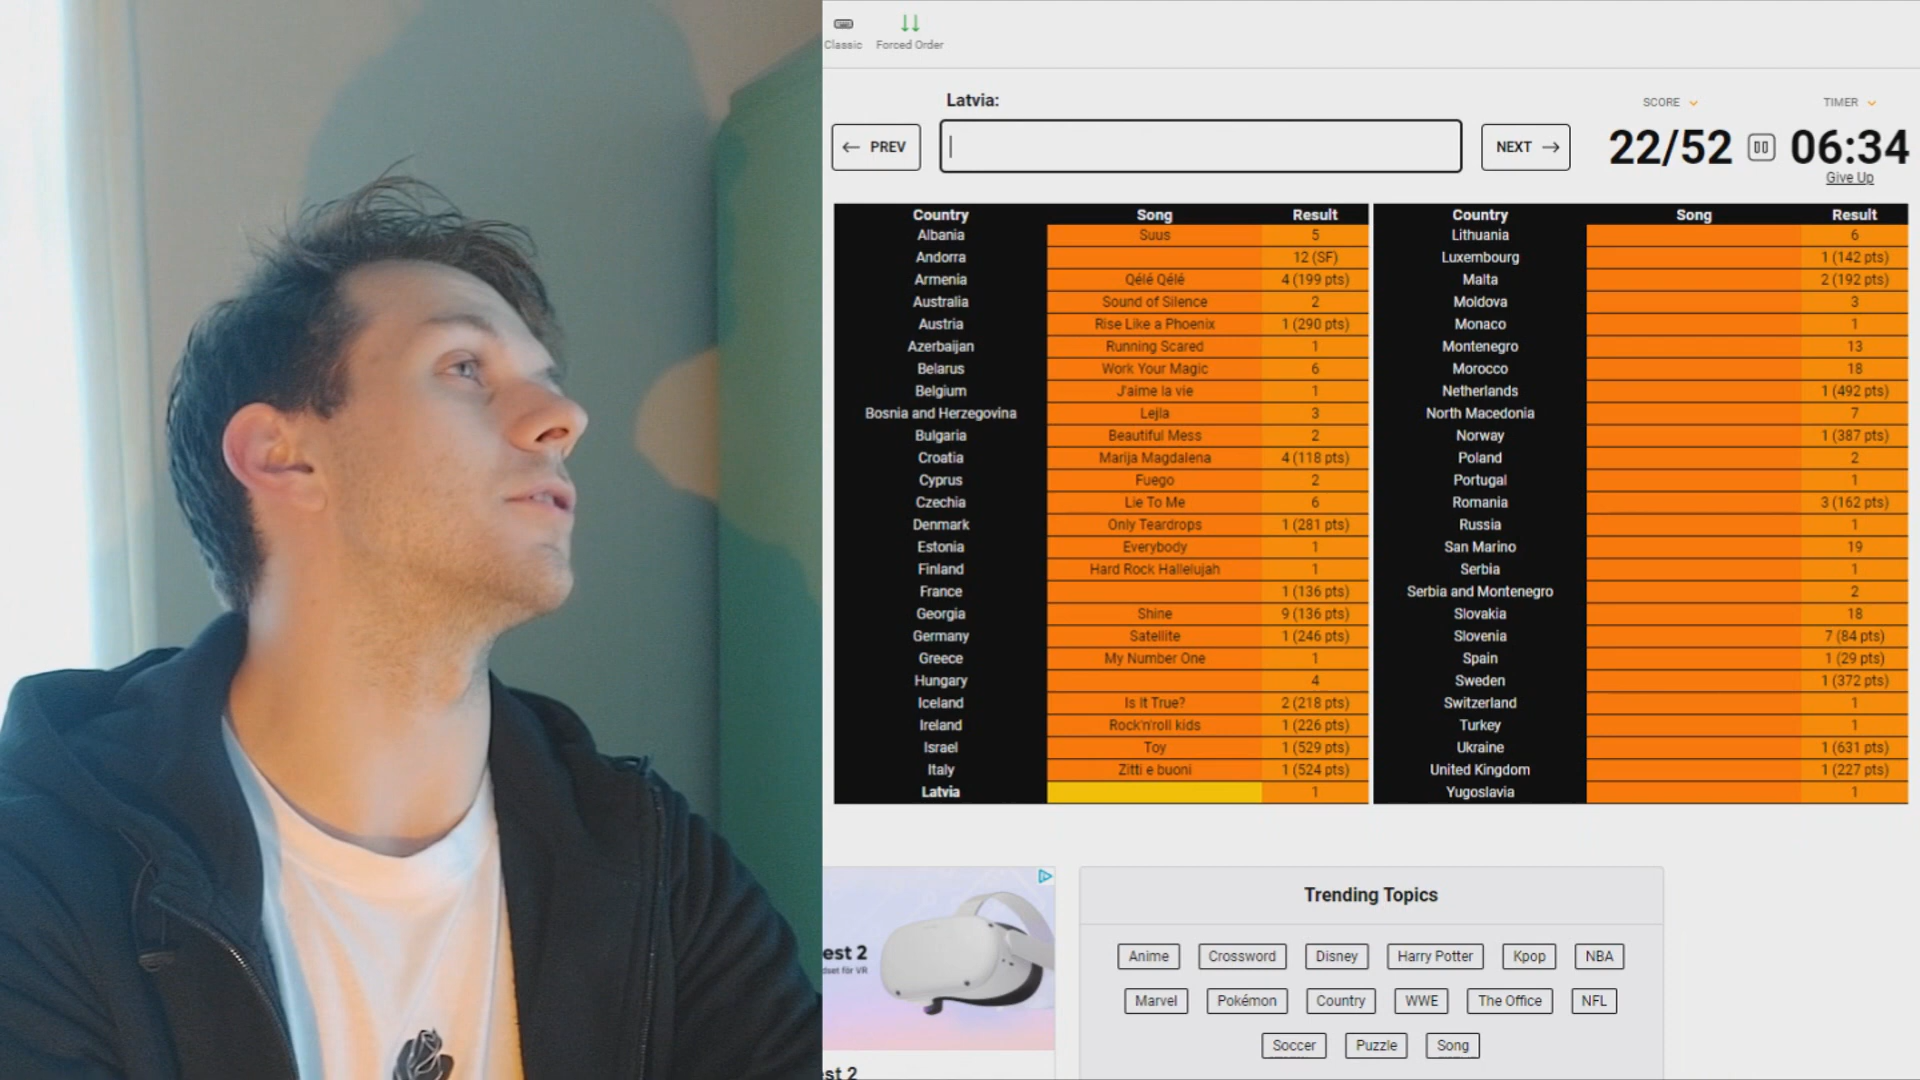 Classic
Forced Order
Latvia:
SCORE
TIMER
← PREV
NEXT →
22/52
06:34
Give Up
Country Song Result
Albania Suus 5
Andorra 12 (SF)
Armenia Qélé Qélé 4 (199 pts)
Australia Sound of Silence 2
Austria Rise Like a Phoenix 1 (290 pts)
Azerbaijan Running Scared 1
Belarus Work Your Magic 6
Belgium J'aime la vie 1
Bosnia and Herzegovina Lejla 3
Bulgaria Beautiful Mess 2
Croatia Marija Magdalena 4 (118 pts)
Cyprus Fuego 2
Czechia Lie To Me 6
Denmark Only Teardrops 1 (281 pts)
Estonia Everybody 1
Finland Hard Rock Hallelujah 1
France 1 (136 pts)
Georgia Shine 9 (136 pts)
Germany Satellite 1 (246 pts)
Greece My Number One 1
Hungary 4
Iceland Is It True? 2 (218 pts)
Ireland Rock'n'roll kids 1 (226 pts)
Israel Toy 1 (529 pts)
Italy Zitti e buoni 1 (524 pts)
Latvia 1
Country Song Result
Lithuania 6
Luxembourg 1 (142 pts)
Malta 2 (192 pts)
Moldova 3
Monaco 1
Montenegro 13
Morocco 18
Netherlands 1 (492 pts)
North Macedonia 7
Norway 1 (387 pts)
Poland 2
Portugal 1
Romania 3 (162 pts)
Russia 1
San Marino 19
Serbia 1
Serbia and Montenegro 2
Slovakia 18
Slovenia 7 (84 pts)
Spain 1 (29 pts)
Sweden 1 (372 pts)
Switzerland 1
Turkey 1
Ukraine 1 (631 pts)
United Kingdom 1 (227 pts)
Yugoslavia 1
est 2
dset för VR
est 2
Trending Topics
Anime Crossword Disney Harry Potter Kpop NBA
Marvel Pokémon Country WWE The Office NFL
Soccer Puzzle Song